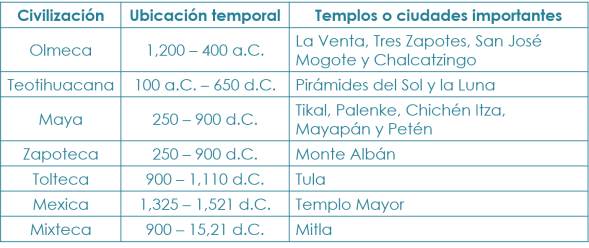 Civilización Ubicación temporal Templos o ciudades importantes
Olmeca 1,200 – 400 a.C. La Venta, Tres Zapotes, San José
Mogote y Chalcatzingo
Teotihuacana 100 a.C. – 650 d.C. Pirámides del Sol y la Luna
Maya 250 – 900 d.C. Tikal, Palenke, Chichén Itza,
Mayapán y Petén
Zapoteca 250 – 900 d.C. Monte Albán
Tolteca 900 – 1,110 d.C. Tula
Mexica 1,325 – 1,521 d.C. Templo Mayor
Mixteca 900 – 15,21 d.C. Mitla